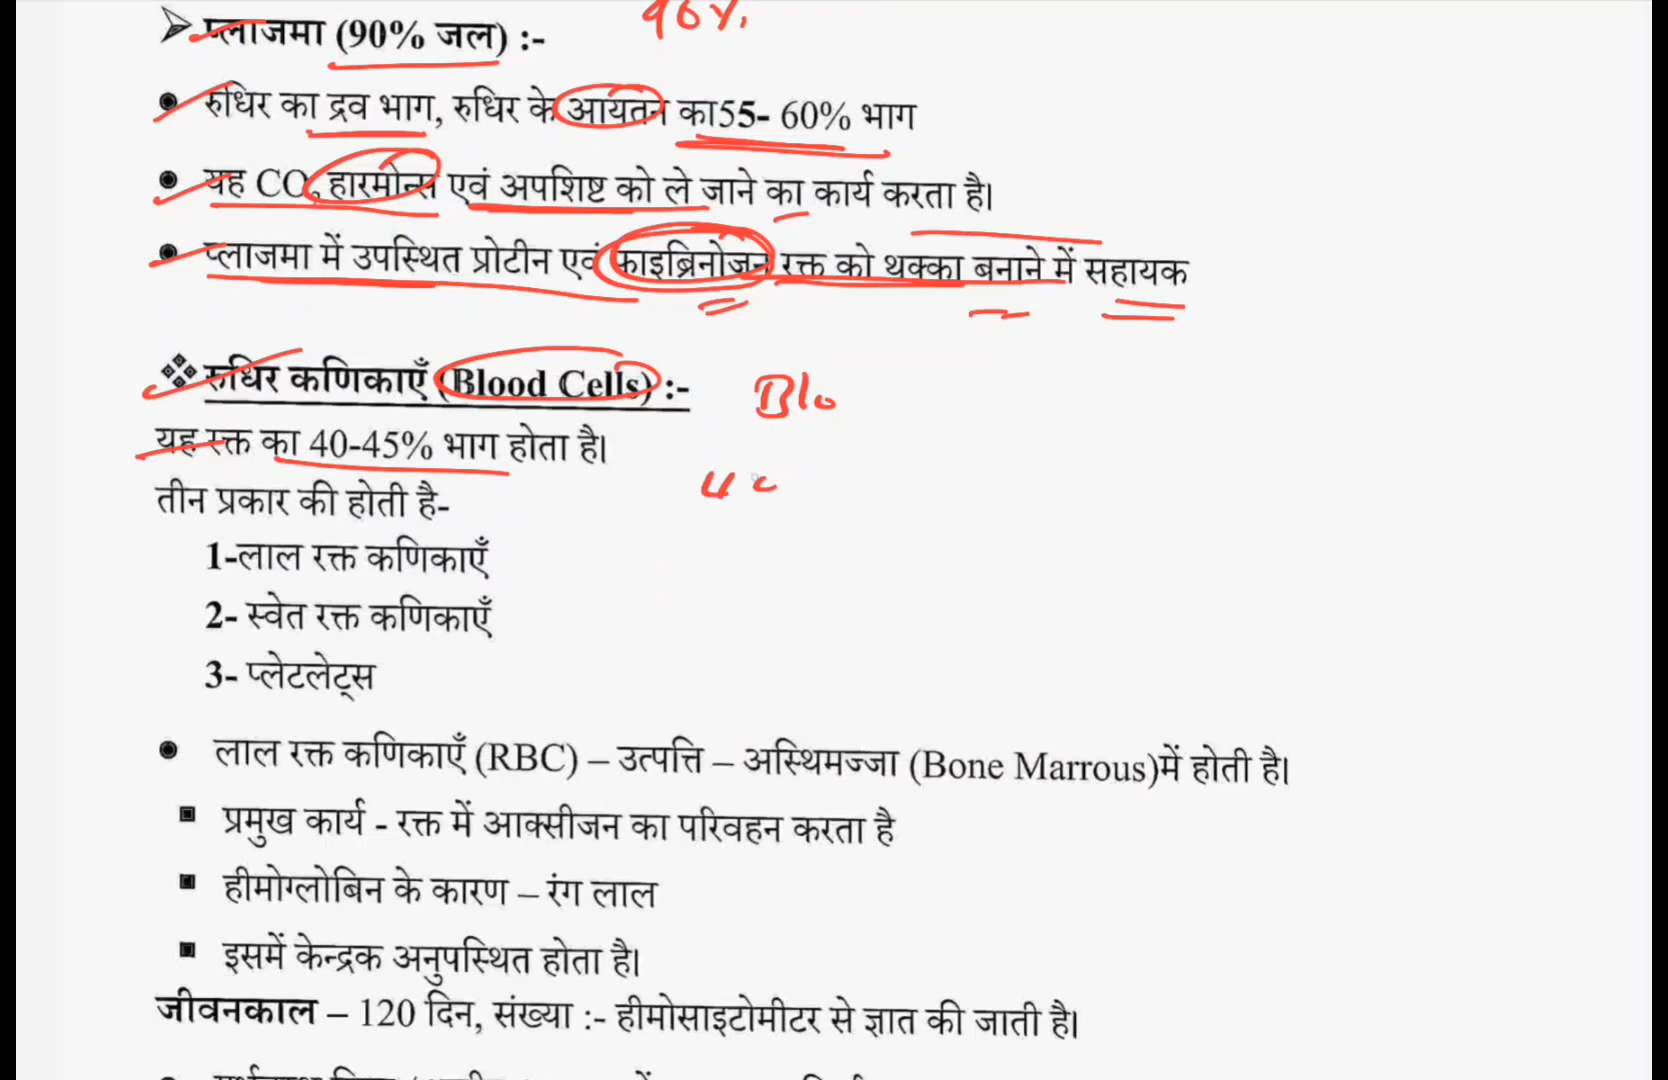 ➢ प्लाजमा (90% जल) :-
● रुधिर का द्रव भाग, रुधिर के आयतन का55- 60% भाग
● यह CO₂ हारमोन्स एवं अपशिष्ट को ले जाने का कार्य करता है।
● प्लाजमा में उपस्थित प्रोटीन एवं फाइब्रिनोजन रक्त को थक्का बनाने में सहायक
❖ रुधिर कणिकाएँ (Blood Cells) :-
Blo
यह रक्त का 40-45% भाग होता है।
तीन प्रकार की होती है-
1-लाल रक्त कणिकाएँ
2- स्वेत रक्त कणिकाएँ
3- प्लेटलेट्स
● लाल रक्त कणिकाएँ (RBC) – उत्पत्ति – अस्थिमज्जा (Bone Marrous)में होती है।
▪ प्रमुख कार्य - रक्त में आक्सीजन का परिवहन करता है
▪ हीमोग्लोबिन के कारण – रंग लाल
▪ इसमें केन्द्रक अनुपस्थित होता है।
जीवनकाल – 120 दिन, संख्या :- हीमोसाइटोमीटर से ज्ञात की जाती है।